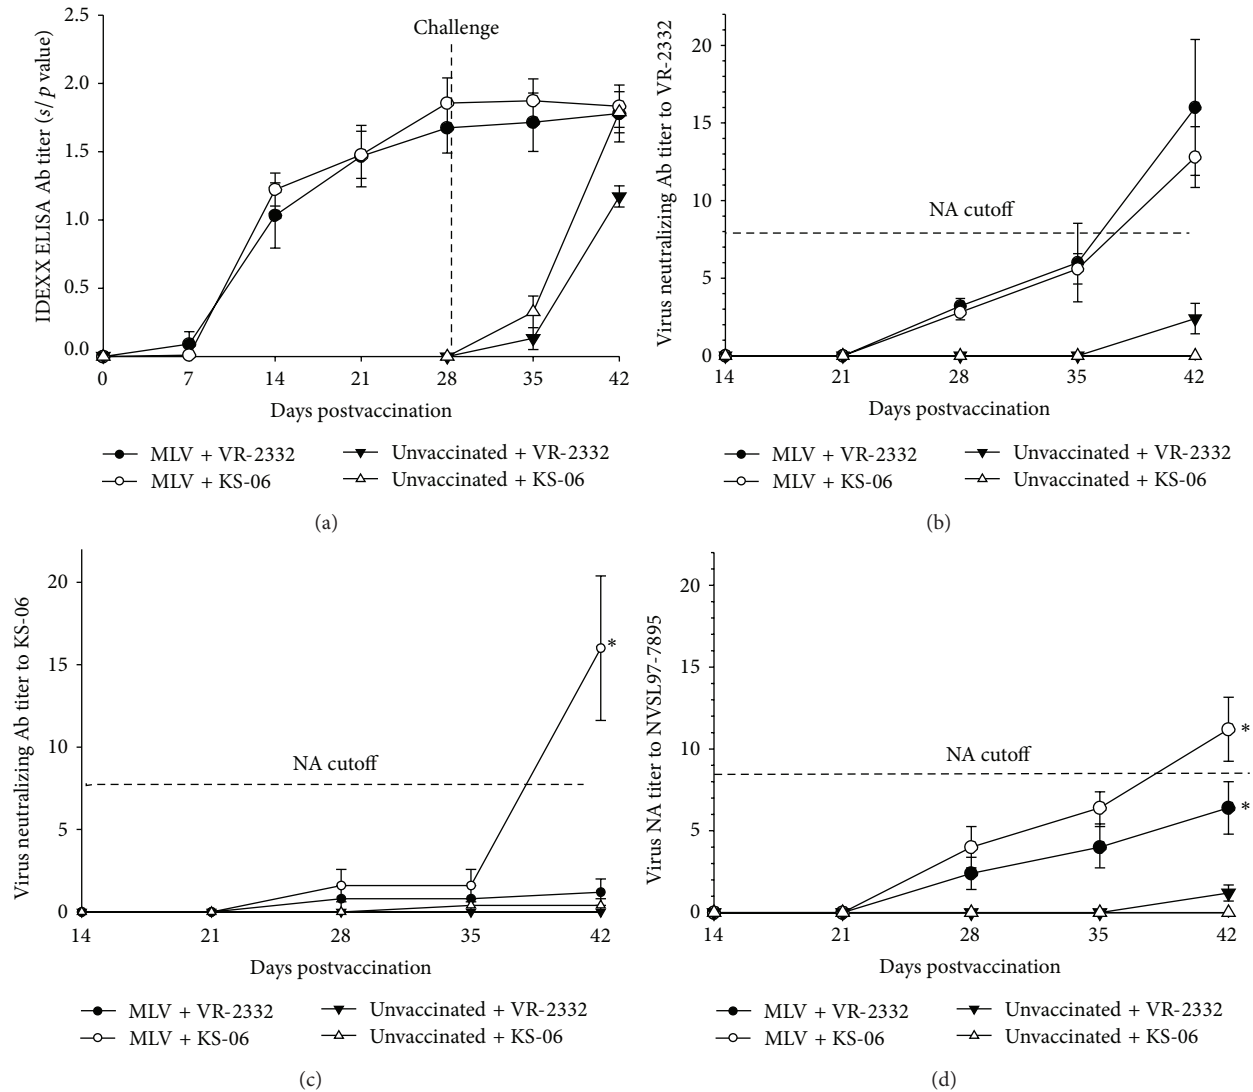 2.5
2.0
1.5
1.0
0.5
0.0
IDEXX ELISA Ab titer (s/p value)
Challenge
0 7 14 21 28 35 42
Days postvaccination
MLV + VR-2332
MLV + KS-06
Unvaccinated + VR-2332
Unvaccinated + KS-06
(a)
20
15
10
5
0
Virus neutralizing Ab titer to VR-2332
NA cutoff
14 21 28 35 42
Days postvaccination
MLV + VR-2332
MLV + KS-06
Unvaccinated + VR-2332
Unvaccinated + KS-06
(b)
20
15
10
5
0
Virus neutralizing Ab titer to KS-06
NA cutoff
*
14 21 28 35 42
Days postvaccination
MLV + VR-2332
MLV + KS-06
Unvaccinated + VR-2332
Unvaccinated + KS-06
(c)
20
15
10
5
0
Virus NA titer to NVSL97-7895
NA cutoff
*
*
14 21 28 35 42
Days postvaccination
MLV + VR-2332
MLV + KS-06
Unvaccinated + VR-2332
Unvaccinated + KS-06
(d)